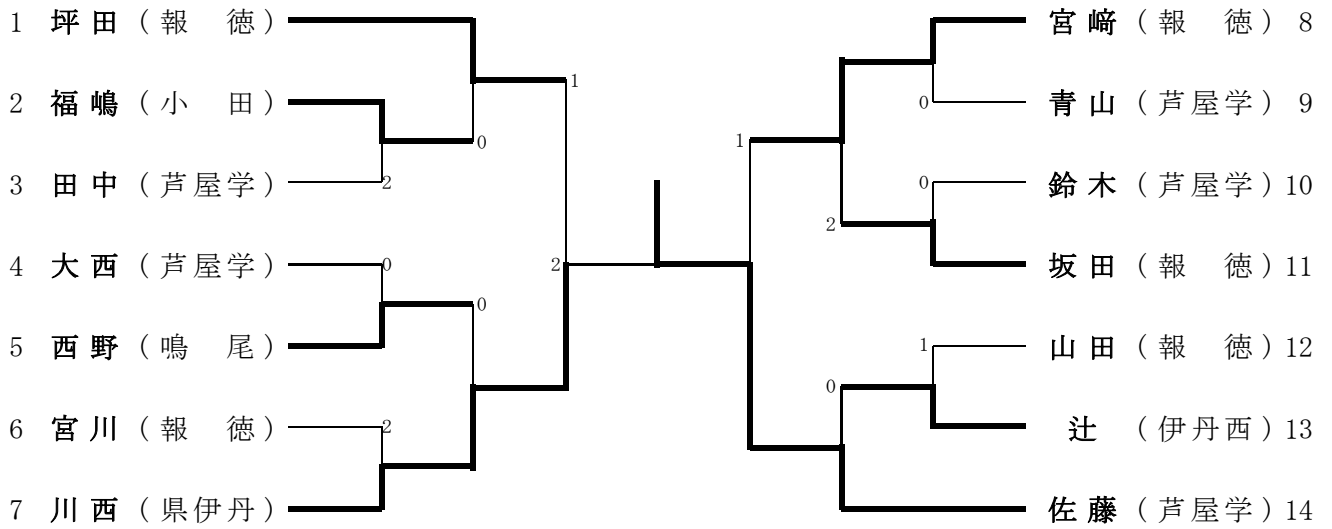 1 坪田(報 徳)
2 福嶋(小 田)
3 田中(芦屋学)
4 大西(芦屋学)
5 西野(鳴 尾)
6 宮川(報 徳)
7 川西(県伊丹)
1
0
2
0
0
2
2
宮﨑(報 徳) 8
青山(芦屋学) 9
鈴木(芦屋学)10
坂田(報 徳)11
山田(報 徳)12
辻 (伊丹西)13
佐藤(芦屋学)14
0
1
0
2
1
0